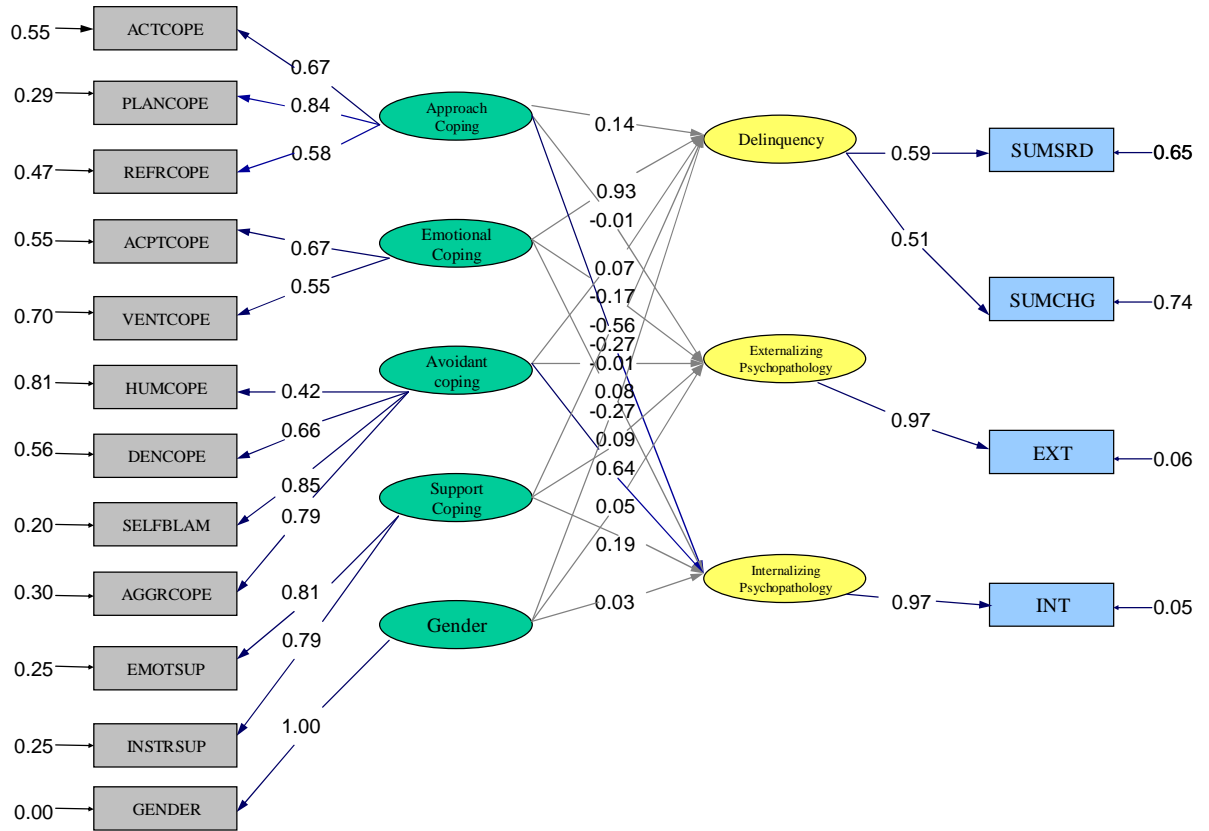 0.55
ACTCOPE
0.67
0.29
PLANCOPE
0.84
0.47
REFRCOPE
0.58
0.55
ACPTCOPE
0.67
0.70
VENTCOPE
0.55
0.81
HUMCOPE
0.42
0.56
DENCOPE
0.66
0.20
SELFBLAM
0.85
0.79
0.30
AGGRCOPE
0.25
EMOTSUP
0.81
0.25
INSTRSUP
0.79
0.00
GENDER
1.00
Approach
Coping
Emotional
Coping
Avoidant
coping
Support
Coping
Gender
0.14
0.93
-0.01
0.07
-0.17
-0.56
-0.27
-0.01
0.08
-0.27
0.09
0.64
0.05
0.19
0.03
Delinquency
Externalizing
Psychopathology
Internalizing
Psychopathology
0.59
0.51
0.97
0.97
SUMSRD
0.65
SUMCHG
0.74
EXT
0.06
INT
0.05